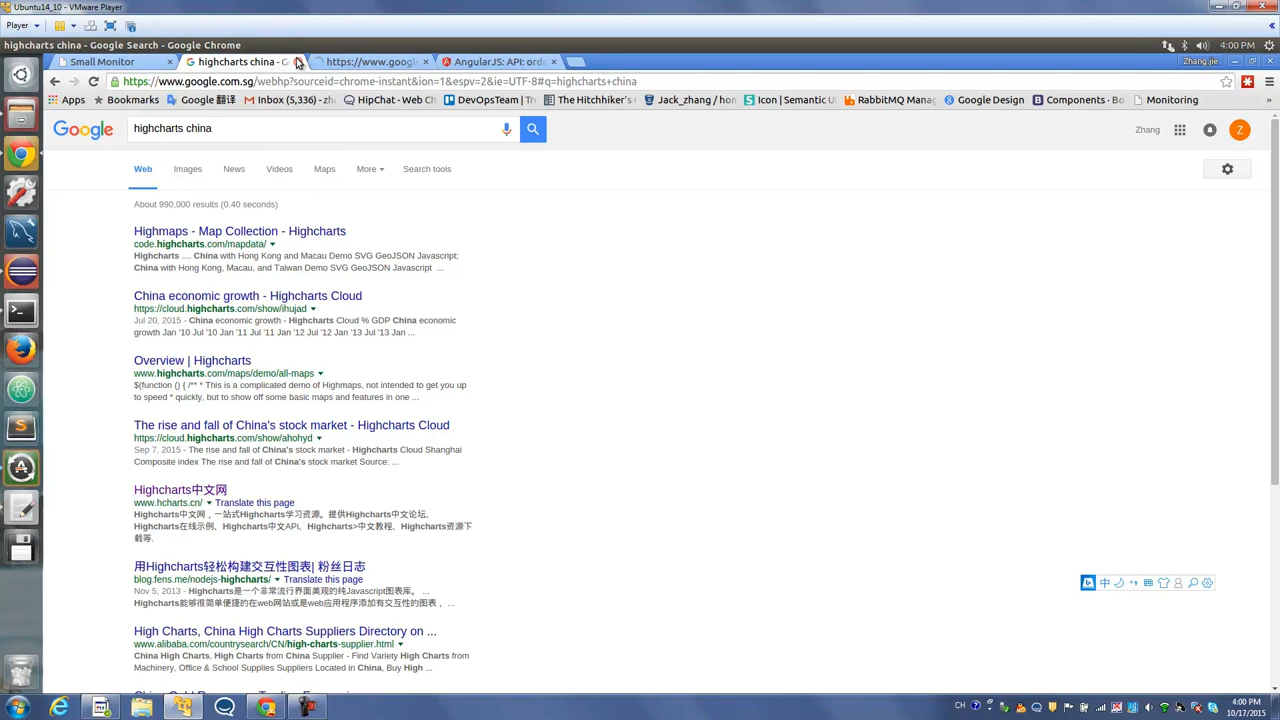 Ubuntu14_10 - VMware Player
Player
highcharts china - Google Search - Google Chrome
4:00 PM
Small Monitor
highcharts china - G
https://www.googl
AngularJS: API: ord
Zhangjie
https://www.google.com.sg/webhp?sourceid=chrome-instant&ion=1&espv=2&ie=UTF-8#q=highcharts+china
Apps
Bookmarks
Google 翻译
Inbox (5,336) - zha
HipChat - Web C
DevOpsTeam | Tr
The Hitchhiker's
Jack_zhang / ho
Icon | Semantic U
RabbitMQ Manag
Google Design
Components · Bo
Monitoring
Google
highcharts china
Zhang
Z
Web
Images
News
Videos
Maps
More
Search tools
About 990,000 results (0.40 seconds)
Highmaps - Map Collection - Highcharts
code.highcharts.com/mapdata/
Highcharts .... China with Hong Kong and Macau Demo SVG GeoJSON Javascript;
China with Hong Kong, Macau, and Taiwan Demo SVG GeoJSON Javascript ...
China economic growth - Highcharts Cloud
https://cloud.highcharts.com/show/ihujad
Jul 20, 2015 - China economic growth - Highcharts Cloud % GDP China economic
growth Jan '10 Jul '10 Jan '11 Jul '11 Jan '12 Jul '12 Jan '13 Jul '13 Jan ...
Overview | Highcharts
www.highcharts.com/maps/demo/all-maps
$(function () { /** * This is a complicated demo of Highmaps, not intended to get you up
to speed * quickly, but to show off some basic maps and features in one ...
The rise and fall of China's stock market - Highcharts Cloud
https://cloud.highcharts.com/show/ahohyd
Sep 7, 2015 - The rise and fall of China's stock market - Highcharts Cloud Shanghai
Composite index The rise and fall of China's stock market Source: ...
Highcharts中文网
www.hcharts.cn/ Translate this page
Highcharts中文网，一站式Highcharts学习资源。提供Highcharts中文论坛、
Highcharts在线示例、Highcharts中文APi、Highcharts>中文教程、Highcharts资源下
载等.
用Highcharts轻松构建交互性图表| 粉丝日志
blog.fens.me/nodejs-highcharts/ Translate this page
Nov 5, 2013 - Highcharts是一个非常流行界面美观的纯Javascript图表库。 ...
Highcharts能够很简单便捷的在web网站或是web应用程序添加有交互性的图表， ...
High Charts, China High Charts Suppliers Directory on ...
www.alibaba.com/countrysearch/CN/high-charts-supplier.html
China High Charts, High Charts from China Supplier - Find Variety High Charts from
Machinery, Office & School Supplies Suppliers Located in China, Buy High ...
中
CH
4:00 PM
10/17/2015